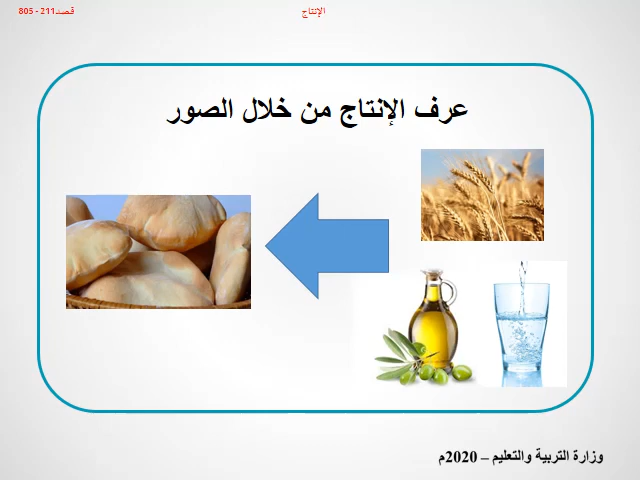 الإنتاج
قصد211 - 805
عرف الإنتاج من خلال الصور
وزارة التربية والتعليم – 2020م